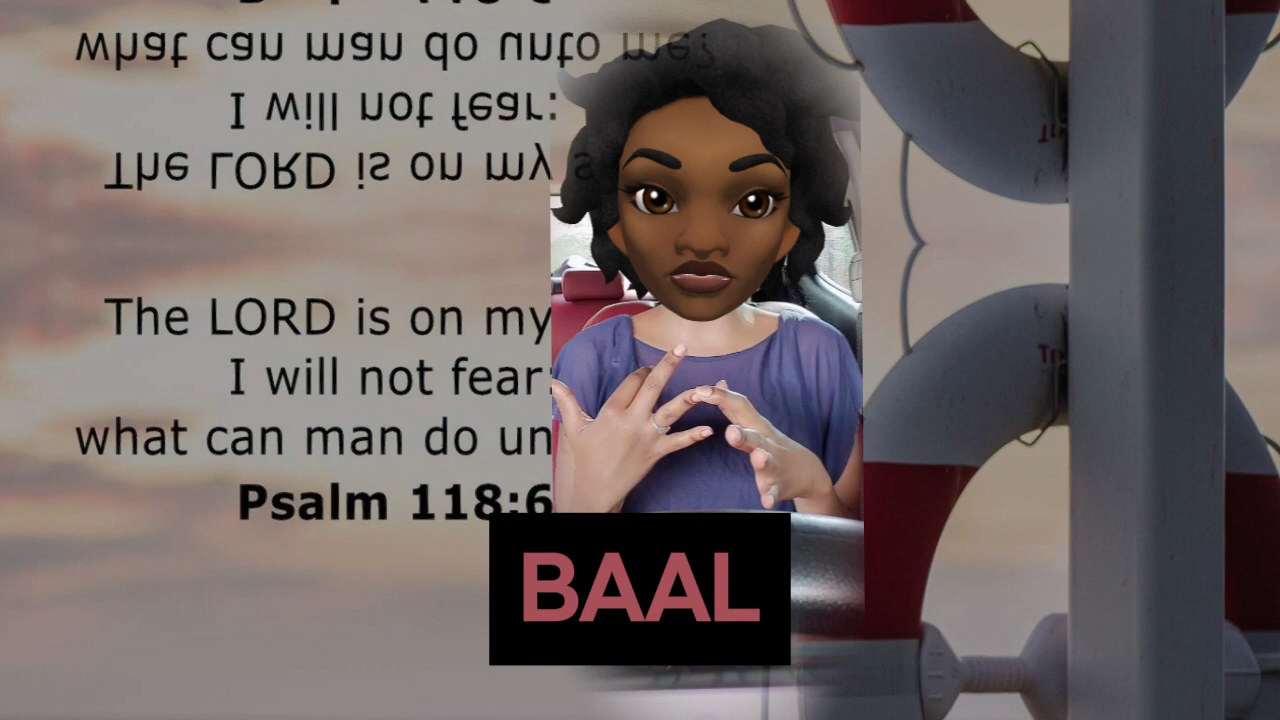 what can man do unto me?
I will not fear:
The LORD is on my s
The LORD is on my
I will not fear:
what can man do un
Psalm 118:6
BAAL